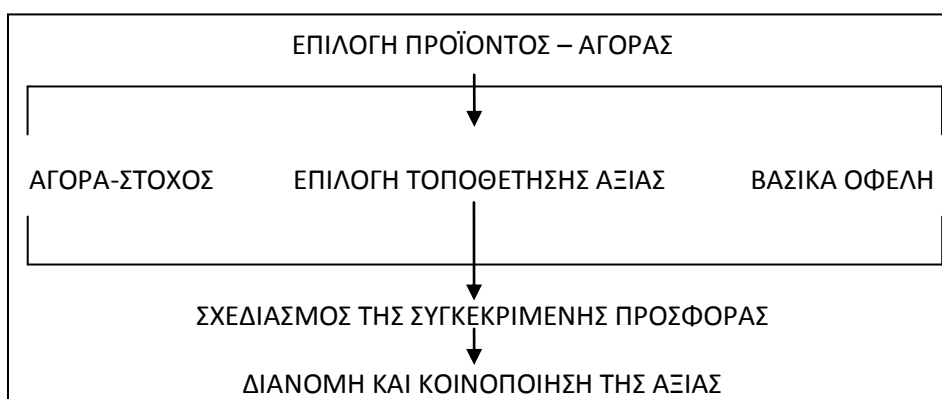 ΕΠΙΛΟΓΗ ΠΡΟΪΟΝΤΟΣ – ΑΓΟΡΑΣ
ΑΓΟΡΑ-ΣΤΟΧΟΣ ΕΠΙΛΟΓΗ ΤΟΠΟΘΕΤΗΣΗΣ ΑΞΙΑΣ ΒΑΣΙΚΑ ΟΦΕΛΗ
ΣΧΕΔΙΑΣΜΟΣ ΤΗΣ ΣΥΓΚΕΚΡΙΜΕΝΗΣ ΠΡΟΣΦΟΡΑΣ
ΔΙΑΝΟΜΗ ΚΑΙ ΚΟΙΝΟΠΟΙΗΣΗ ΤΗΣ ΑΞΙΑΣ